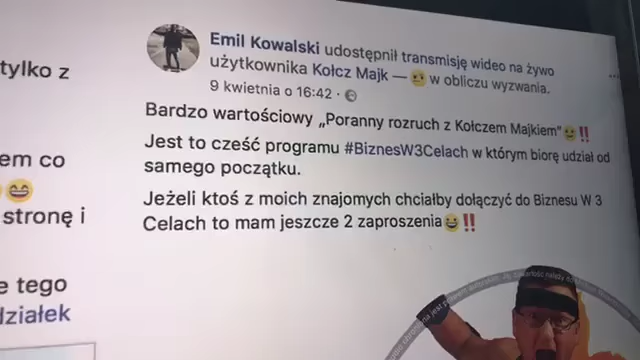 Emil Kowalski udostępnił transmisję wideo na żywo
użytkownika Kołcz Majk — w obliczu wyzwania.
9 kwietnia o 16:42 ·
Bardzo wartościowy „Poranny rozruch z Kołczem Majkiem”😄‼️
Jest to cześć programu #BiznesW3Celach w którym biorę udział od
samego początku.
Jeżeli ktoś z moich znajomych chciałby dołączyć do Biznesu W 3
Celach to mam jeszcze 2 zaproszenia😄‼️
tylko z
em co
😄
stronę i
e tego
działek